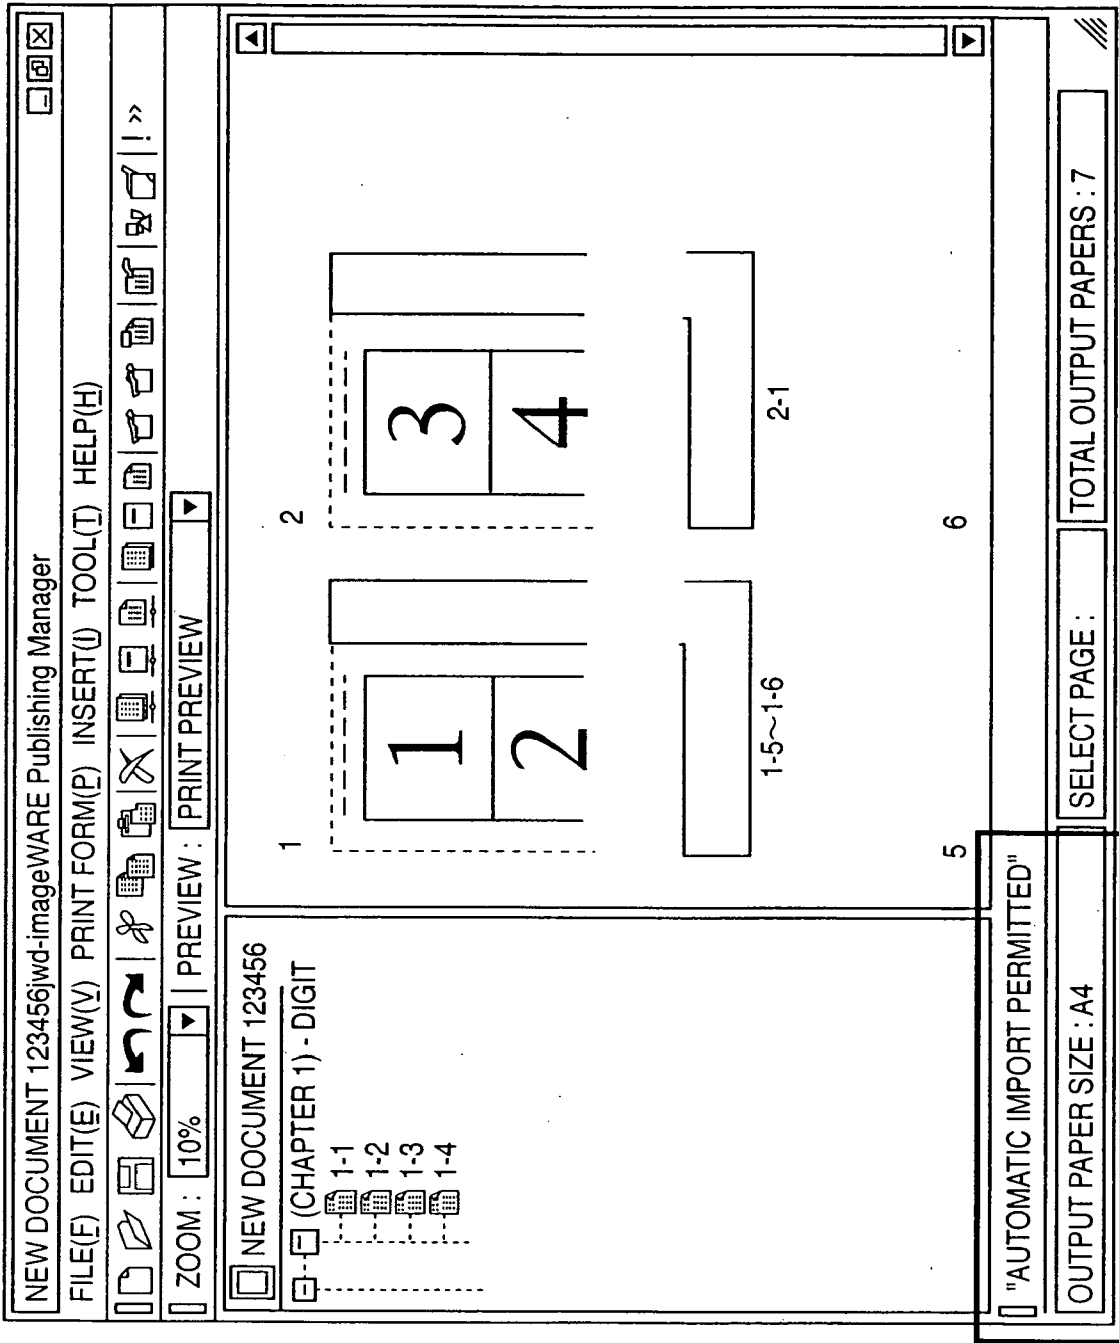 NEW DOCUMENT 123456jwd-imageWARE Publishing Manager
FILE(F) EDIT(E) VIEW(V) PRINT FORM(P) INSERT(I) TOOL(T) HELP(H)
! »
ZOOM : 10% PREVIEW : PRINT PREVIEW
NEW DOCUMENT 123456
(CHAPTER 1) - DIGIT
1-1
1-2
1-3
1-4
1 2
1 3
2 4
1-5~1-6 2-1
5 6
"AUTOMATIC IMPORT PERMITTED"
OUTPUT PAPER SIZE : A4 SELECT PAGE : TOTAL OUTPUT PAPERS : 7